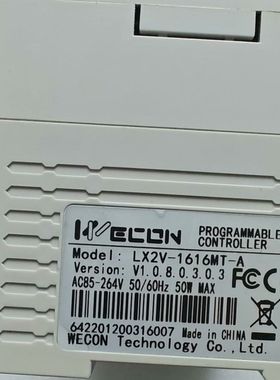 WECON PROGRAMMABLE
CONTROLLER
Model: LX2V-1616MT-A
Version: V1.0.8.0.3.0.3
AC85-264V 50/60Hz 50W MAX
FCC
642201200316007 Made in CHINA
WECON Technology Co., Ltd.